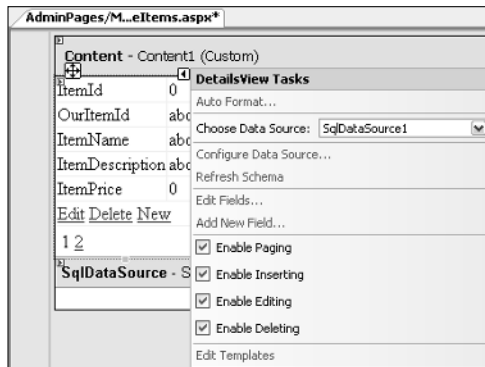 AdminPages/M...eItems.aspx*
Content - Content1 (Custom)
ItemId 0
OurItemId abc
ItemName abc
ItemDescription abc
ItemPrice 0
Edit Delete New
1 2
SqlDataSource - S
DetailsView Tasks
Auto Format...
Choose Data Source: SqlDataSource1
Configure Data Source...
Refresh Schema
Edit Fields...
Add New Field...
Enable Paging
Enable Inserting
Enable Editing
Enable Deleting
Edit Templates